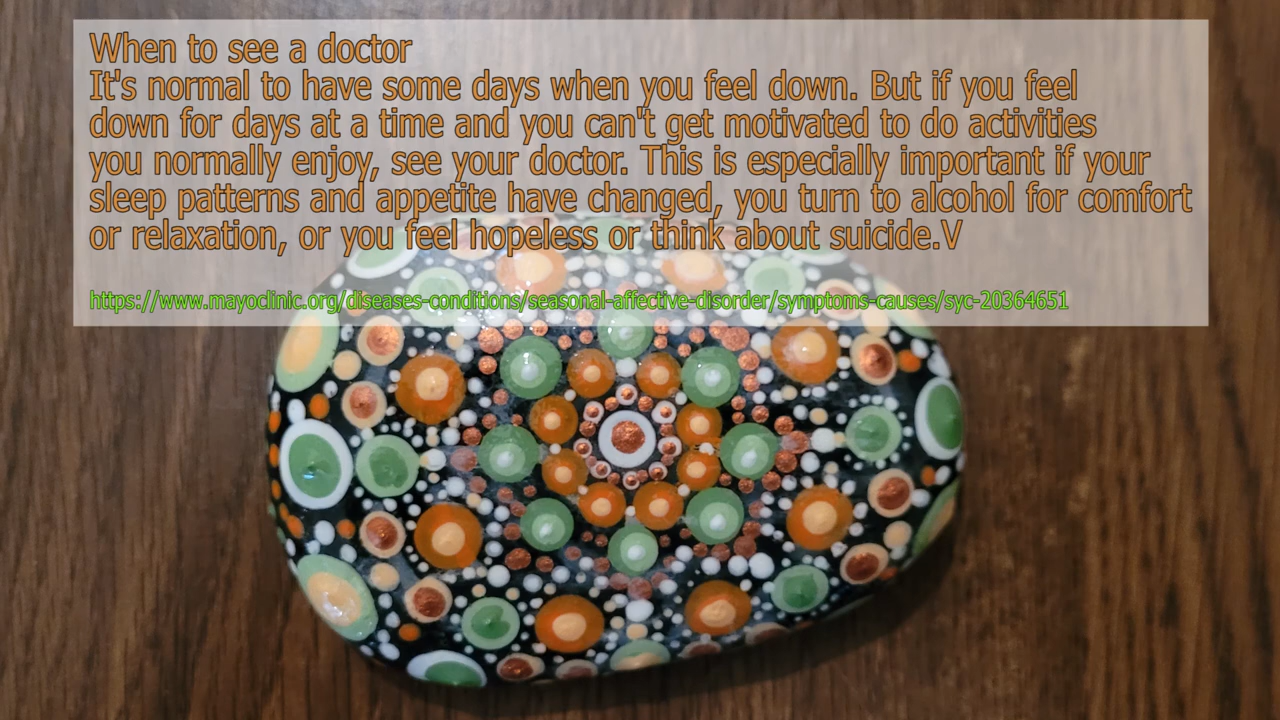 When to see a doctor
It's normal to have some days when you feel down. But if you feel
down for days at a time and you can't get motivated to do activities
you normally enjoy, see your doctor. This is especially important if your
sleep patterns and appetite have changed, you turn to alcohol for comfort
or relaxation, or you feel hopeless or think about suicide.V
https://www.mayoclinic.org/diseases-conditions/seasonal-affective-disorder/symptoms-causes/syc-20364651